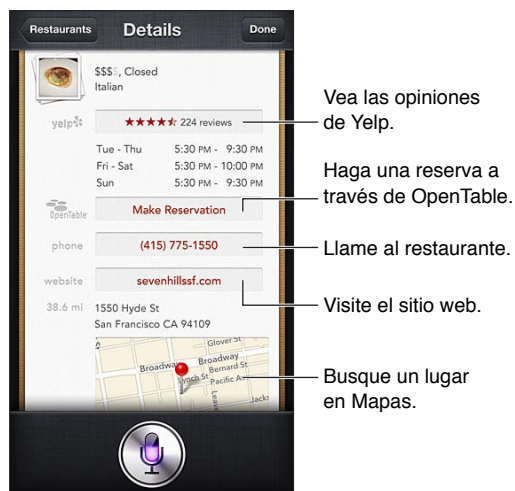 Restaurants Details Done
$$$$, Closed
Italian
yelp
224 reviews
Tue - Thu 5:30 PM - 9:30 PM
Fri - Sat 5:30 PM - 10:00 PM
Sun 5:30 PM - 9:30 PM
OpenTable Make Reservation
phone (415) 775-1550
website sevenhillssf.com
38.6 mi 1550 Hyde St
San Francisco CA 94109
Glover St
Broadway Broadway
Bernard St
Lynch St Pacific A
Leave
Jacks
Vea las opiniones
de Yelp.
Haga una reserva a
través de OpenTable.
Llame al restaurante.
Visite el sitio web.
Busque un lugar
en Mapas.